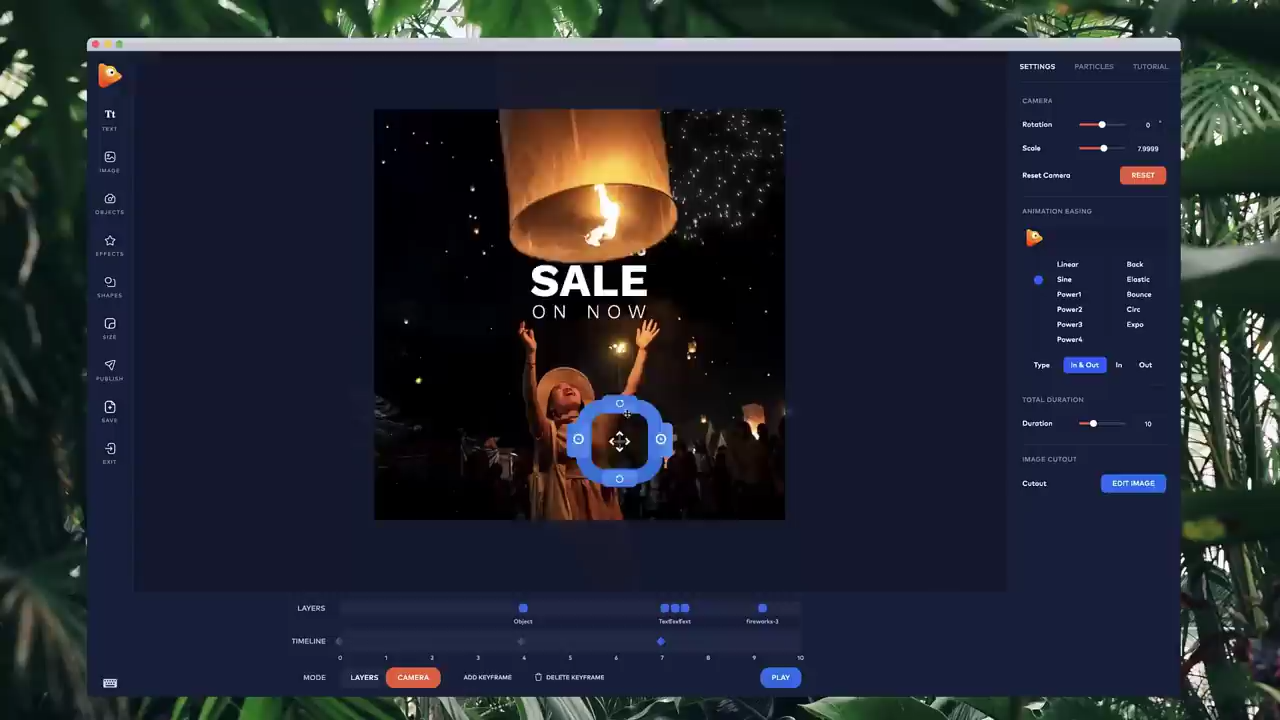 SETTINGS PARTICLES TUTORIAL
Tt
TEXT
IMAGE
OBJECTS
EFFECTS
SHAPES
SIZE
PUBLISH
SAVE
EXIT
SALE
ON NOW
CAMERA
Rotation 0 °
Scale 7.9999
Reset Camera RESET
ANIMATION EASING
Linear Back
Sine Elastic
Power1 Bounce
Power2 Circ
Power3 Expo
Power4
Type In & Out In Out
TOTAL DURATION
Duration 10
IMAGE CUTOUT
Cutout EDIT IMAGE
LAYERS
Object fireworks-3
TIMELINE
0 1 2 3 4 5 6 7 8 9 10
MODE LAYERS CAMERA ADD KEYFRAME DELETE KEYFRAME PLAY